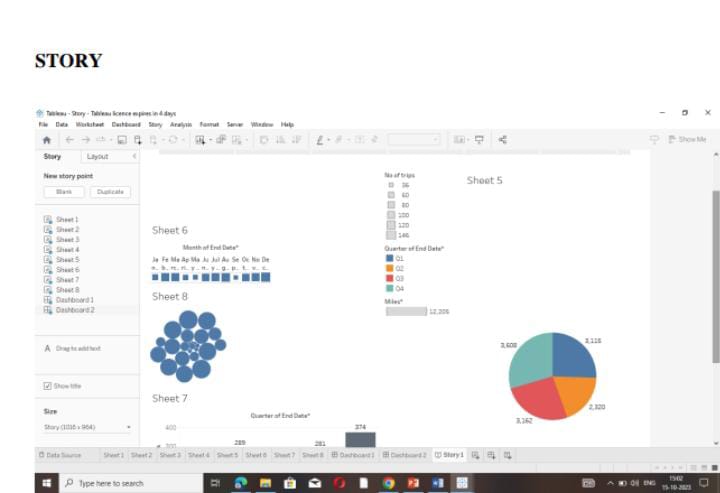 STORY
Tableau - Story - Tableau licence expires in 4 days
File Data Worksheet Dashboard Story Analysis Format Server Window Help
Show Me
Story Layout
New story point
Blank Duplicate
Sheet 1
Sheet 2
Sheet 3
Sheet 4
Sheet 5
Sheet 6
Sheet 7
Sheet 8
Dashboard 1
Dashboard 2
A Drag to add text
Show title
Size
Story (1016 x 964)
Sheet 6
Month of End Date*
Ja Fe Ma Ap Ma Ju Jul Au Se Oc No De
Sheet 8
Sheet 7
Quarter of End Date*
400
300
289
281
374
No of trips
36
60
80
100
120
146
Quarter of End Date*
Q1
Q2
Q3
Q4
Miles*
12,205
Sheet 5
3,608
3,115
2,320
3,162
Data Source Sheet 1 Sheet 2 Sheet 3 Sheet 4 Sheet 5 Sheet 6 Sheet 7 Sheet 8 Dashboard 1 Dashboard 2 Story 1
Type here to search
ENG
15:02
15-10-2023